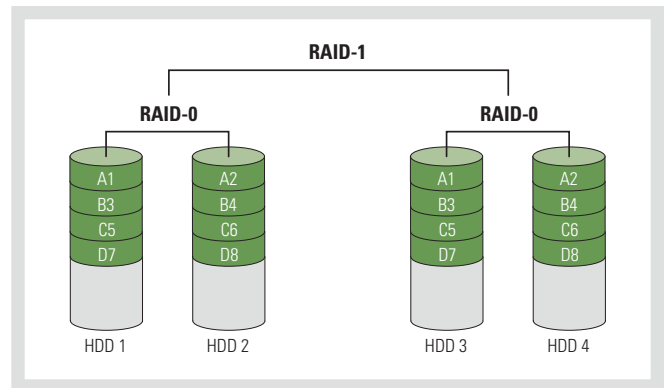 RAID-1
RAID-0 RAID-0
A1 A2 A1 A2
B3 B4 B3 B4
C5 C6 C5 C6
D7 D8 D7 D8
HDD 1 HDD 2 HDD 3 HDD 4